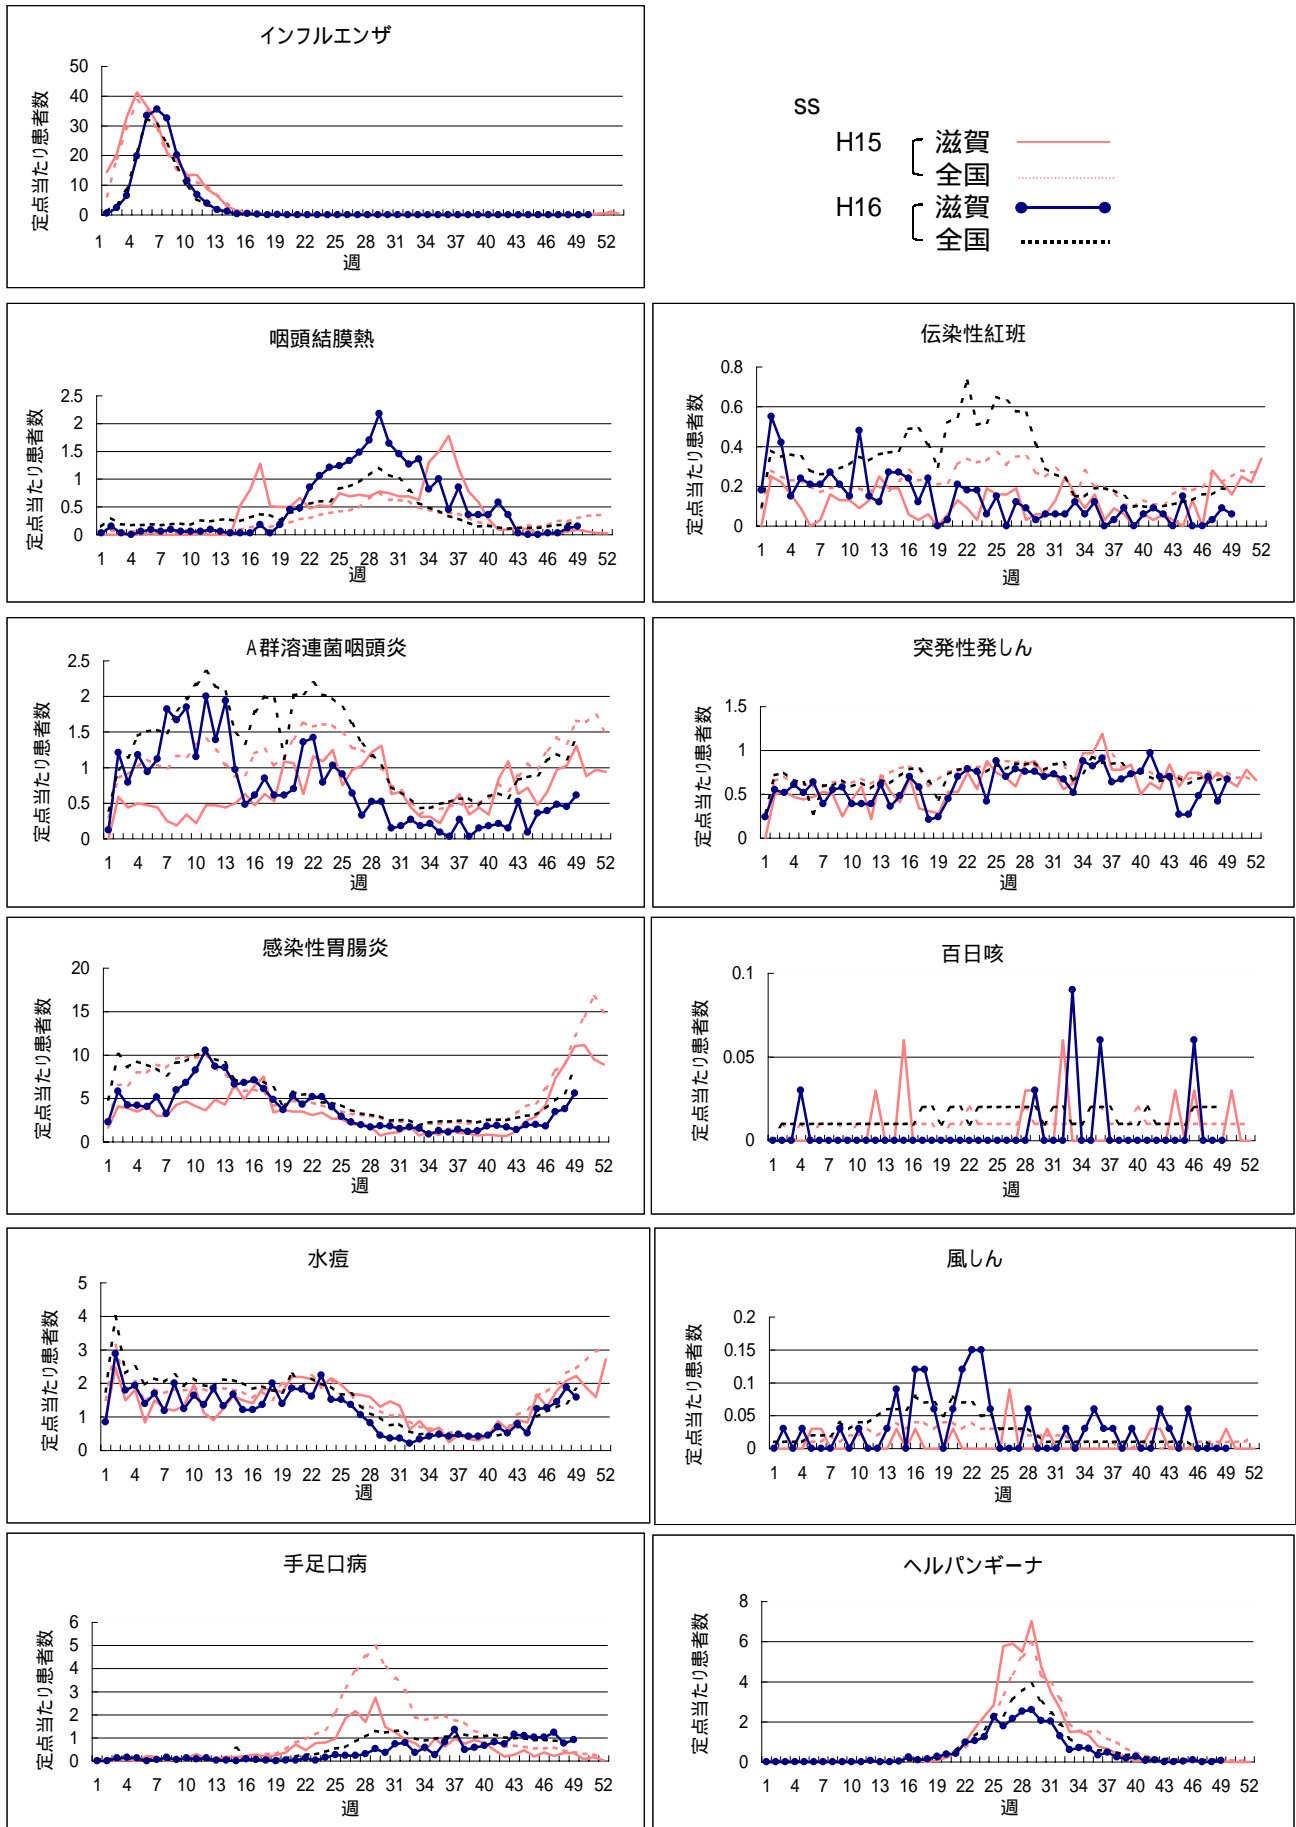 インフルエンザ
定点当たり患者数
50
40
30
20
10
0
1 4 7 10 13 16 19 22 25 28 31 34 37 40 43 46 49 52
週
SS
H15 滋賀
全国
H16 滋賀
全国
咽頭結膜熱
定点当たり患者数
2.5
2
1.5
1
0.5
0
1 4 7 10 13 16 19 22 25 28 31 34 37 40 43 46 49 52
週
伝染性紅班
定点当たり患者数
0.8
0.6
0.4
0.2
0
1 4 7 10 13 16 19 22 25 28 31 34 37 40 43 46 49 52
週
A群溶連菌咽頭炎
定点当たり患者数
2.5
2
1.5
1
0.5
0
1 4 7 10 13 16 19 22 25 28 31 34 37 40 43 46 49 52
週
突発性発しん
定点当たり患者数
1.5
1
0.5
0
1 4 7 10 13 16 19 22 25 28 31 34 37 40 43 46 49 52
週
感染性胃腸炎
定点当たり患者数
20
15
10
5
0
1 4 7 10 13 16 19 22 25 28 31 34 37 40 43 46 49 52
週
百日咳
定点当たり患者数
0.1
0.05
0
1 4 7 10 13 16 19 22 25 28 31 34 37 40 43 46 49 52
週
水痘
定点当たり患者数
5
4
3
2
1
0
1 4 7 10 13 16 19 22 25 28 31 34 37 40 43 46 49 52
週
風しん
定点当たり患者数
0.2
0.15
0.1
0.05
0
1 4 7 10 13 16 19 22 25 28 31 34 37 40 43 46 49 52
週
手足口病
定点当たり患者数
6
5
4
3
2
1
0
1 4 7 10 13 16 19 22 25 28 31 34 37 40 43 46 49 52
週
ヘルパンギーナ
定点当たり患者数
8
6
4
2
0
1 4 7 10 13 16 19 22 25 28 31 34 37 40 43 46 49 52
週